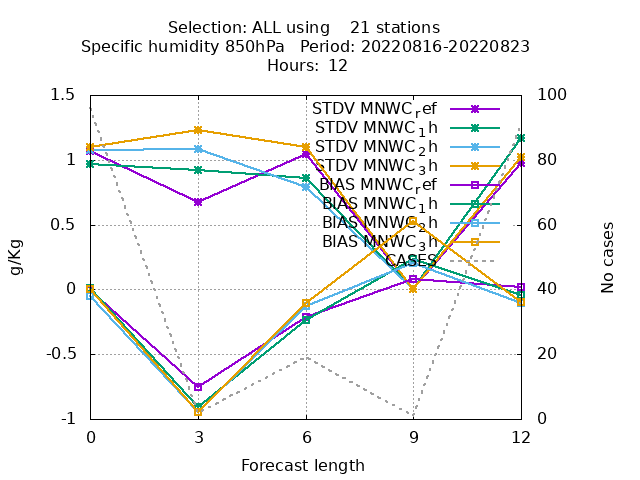 Selection: ALL using 21 stations
Specific humidity 850hPa Period: 20220816-20220823
Hours: 12
1.5
1
0.5
0
-0.5
-1
g/Kg
100
80
60
40
20
0
No cases
STDV MNWC_ref
STDV MNWC_1h
STDV MNWC_2h
STDV MNWC_3h
BIAS MNWC_ref
BIAS MNWC_1h
BIAS MNWC_2h
BIAS MNWC_3h
CASES
0 3 6 9 12
Forecast length